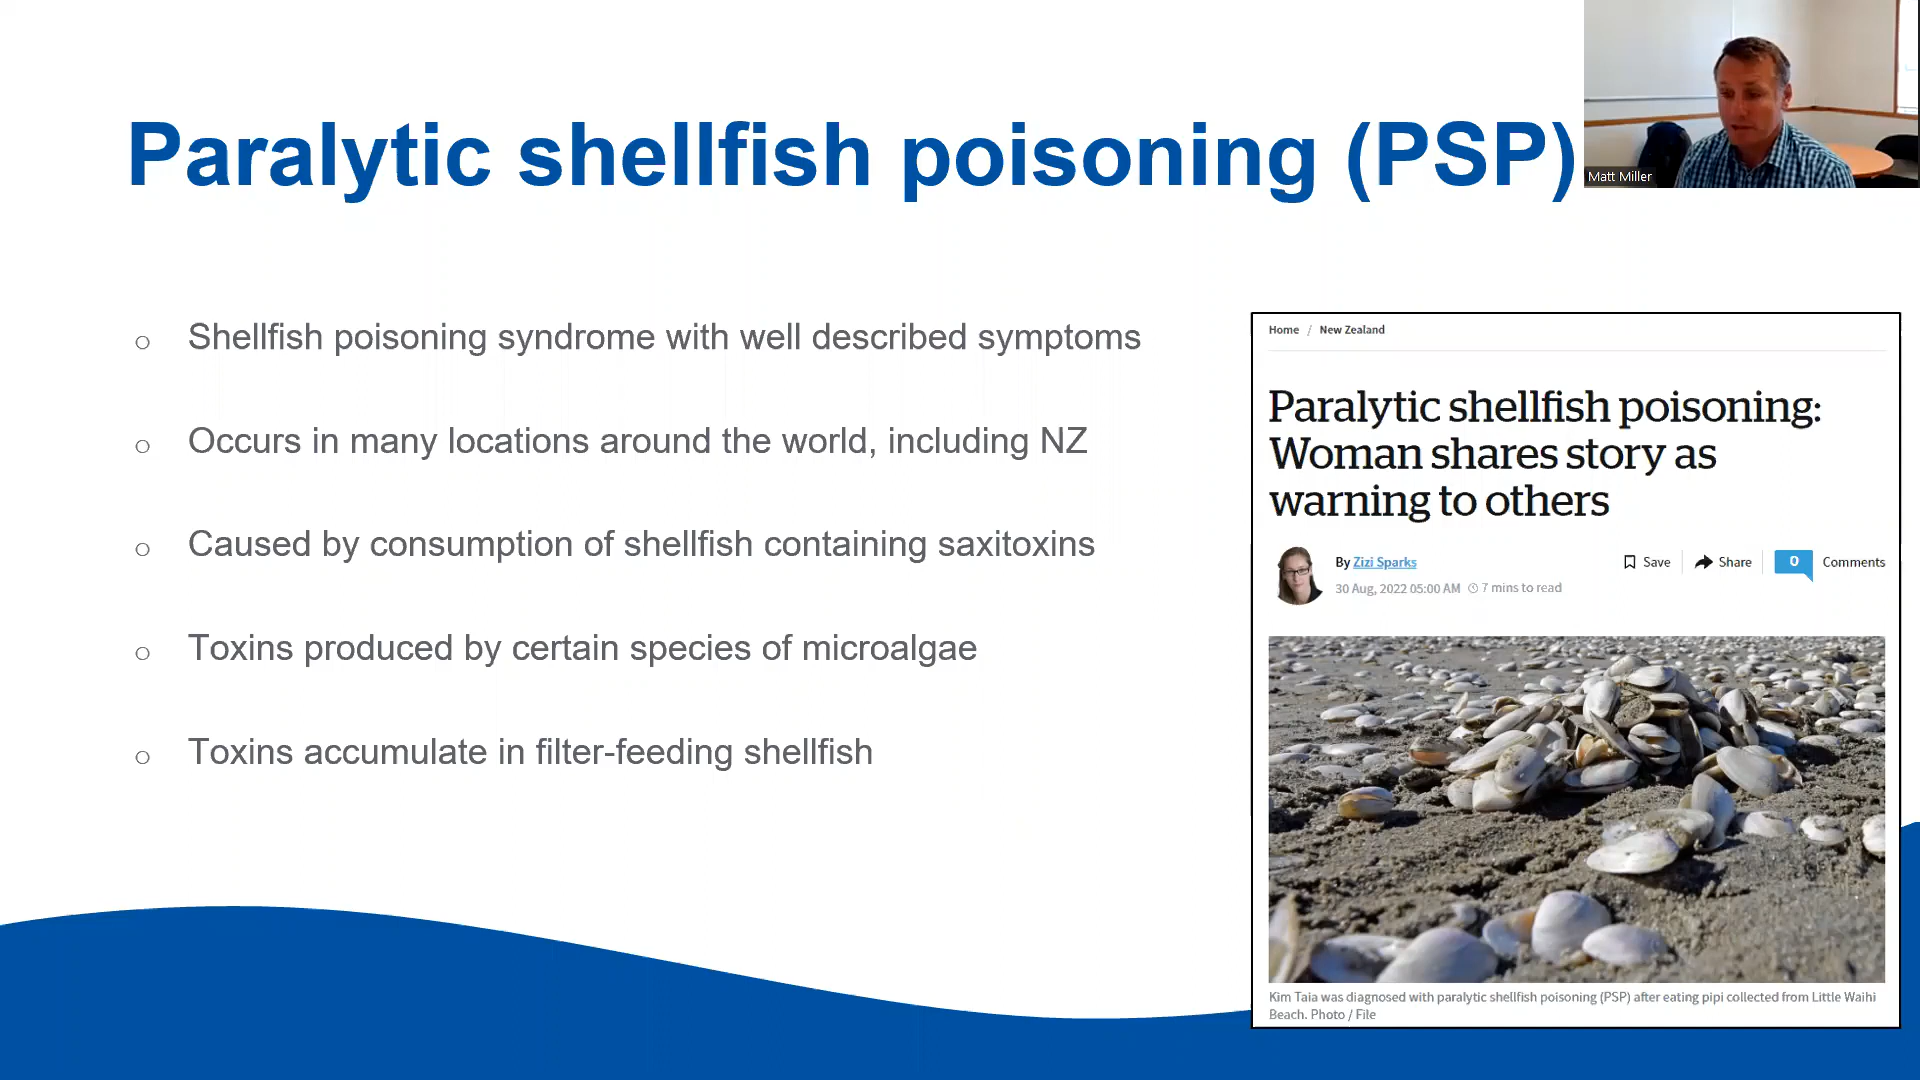 Paralytic shellfish poisoning (PSP)
Matt Miller
Shellfish poisoning syndrome with well described symptoms
Occurs in many locations around the world, including NZ
Caused by consumption of shellfish containing saxitoxins
Toxins produced by certain species of microalgae
Toxins accumulate in filter-feeding shellfish
Home / New Zealand
Paralytic shellfish poisoning:
Woman shares story as
warning to others
By Zizi Sparks
Save Share 0 Comments
30 Aug, 2022 05:00 AM 7 mins to read
Kim Taia was diagnosed with paralytic shellfish poisoning (PSP) after eating pipi collected from Little Waihi
Beach. Photo / File